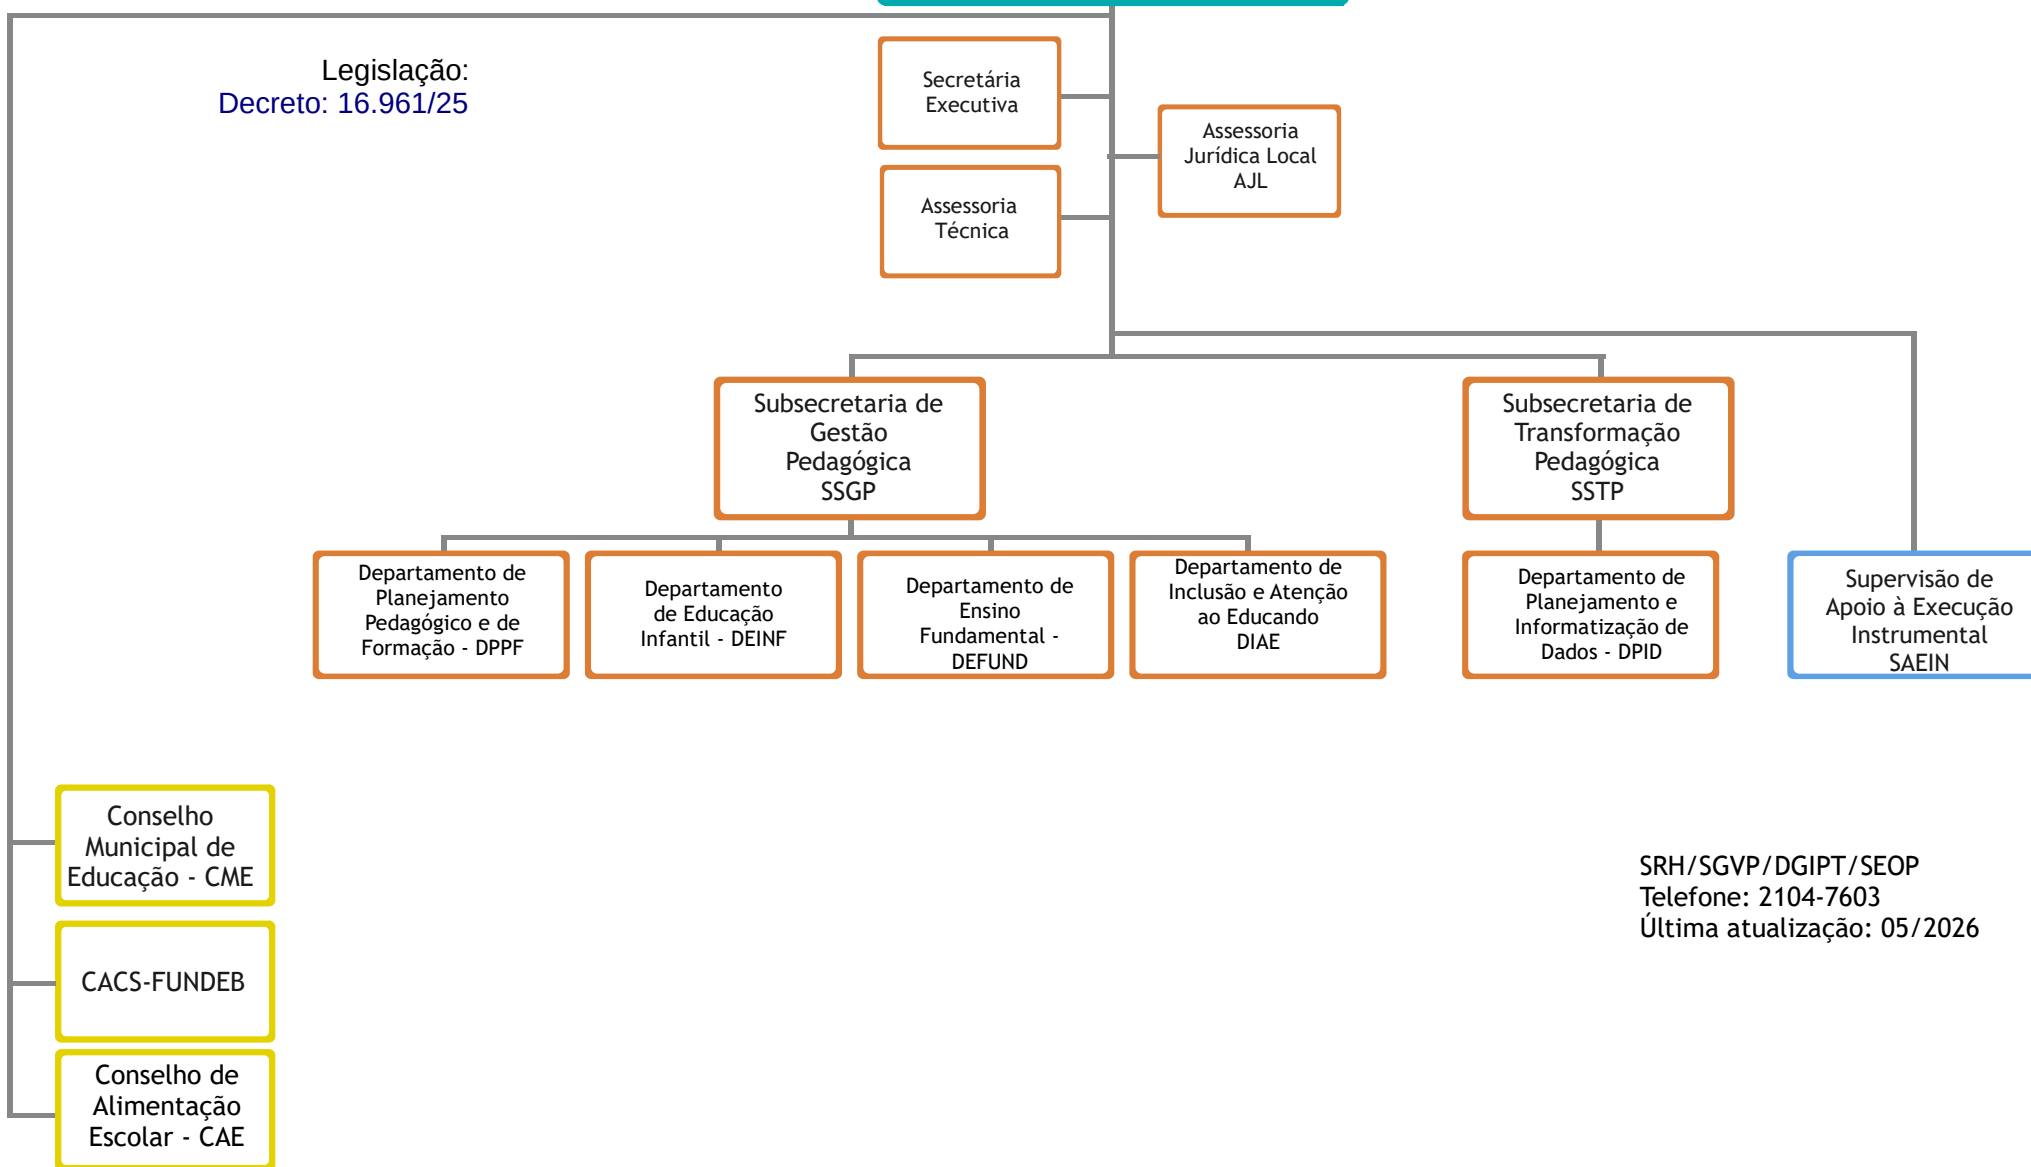 Legislação:
Decreto: 16.961/25
Secretária
Executiva
Assessoria
Jurídica Local
AJL
Assessoria
Técnica
Subsecretaria de
Gestão
Pedagógica
SSGP
Subsecretaria de
Transformação
Pedagógica
SSTP
Departamento de
Planejamento
Pedagógico e de
Formação - DPPF
Departamento
de Educação
Infantil - DEINF
Departamento de
Ensino
Fundamental -
DEFUND
Departamento de
Inclusão e Atenção
ao Educando
DIAE
Departamento de
Planejamento e
Informatização de
Dados - DPID
Supervisão de
Apoio à Execução
Instrumental
SAEIN
Conselho
Municipal de
Educação - CME
CACS-FUNDEB
Conselho de
Alimentação
Escolar - CAE
SRH/SGVP/DGIPT/SEOP
Telefone: 2104-7603
Última atualização: 05/2026